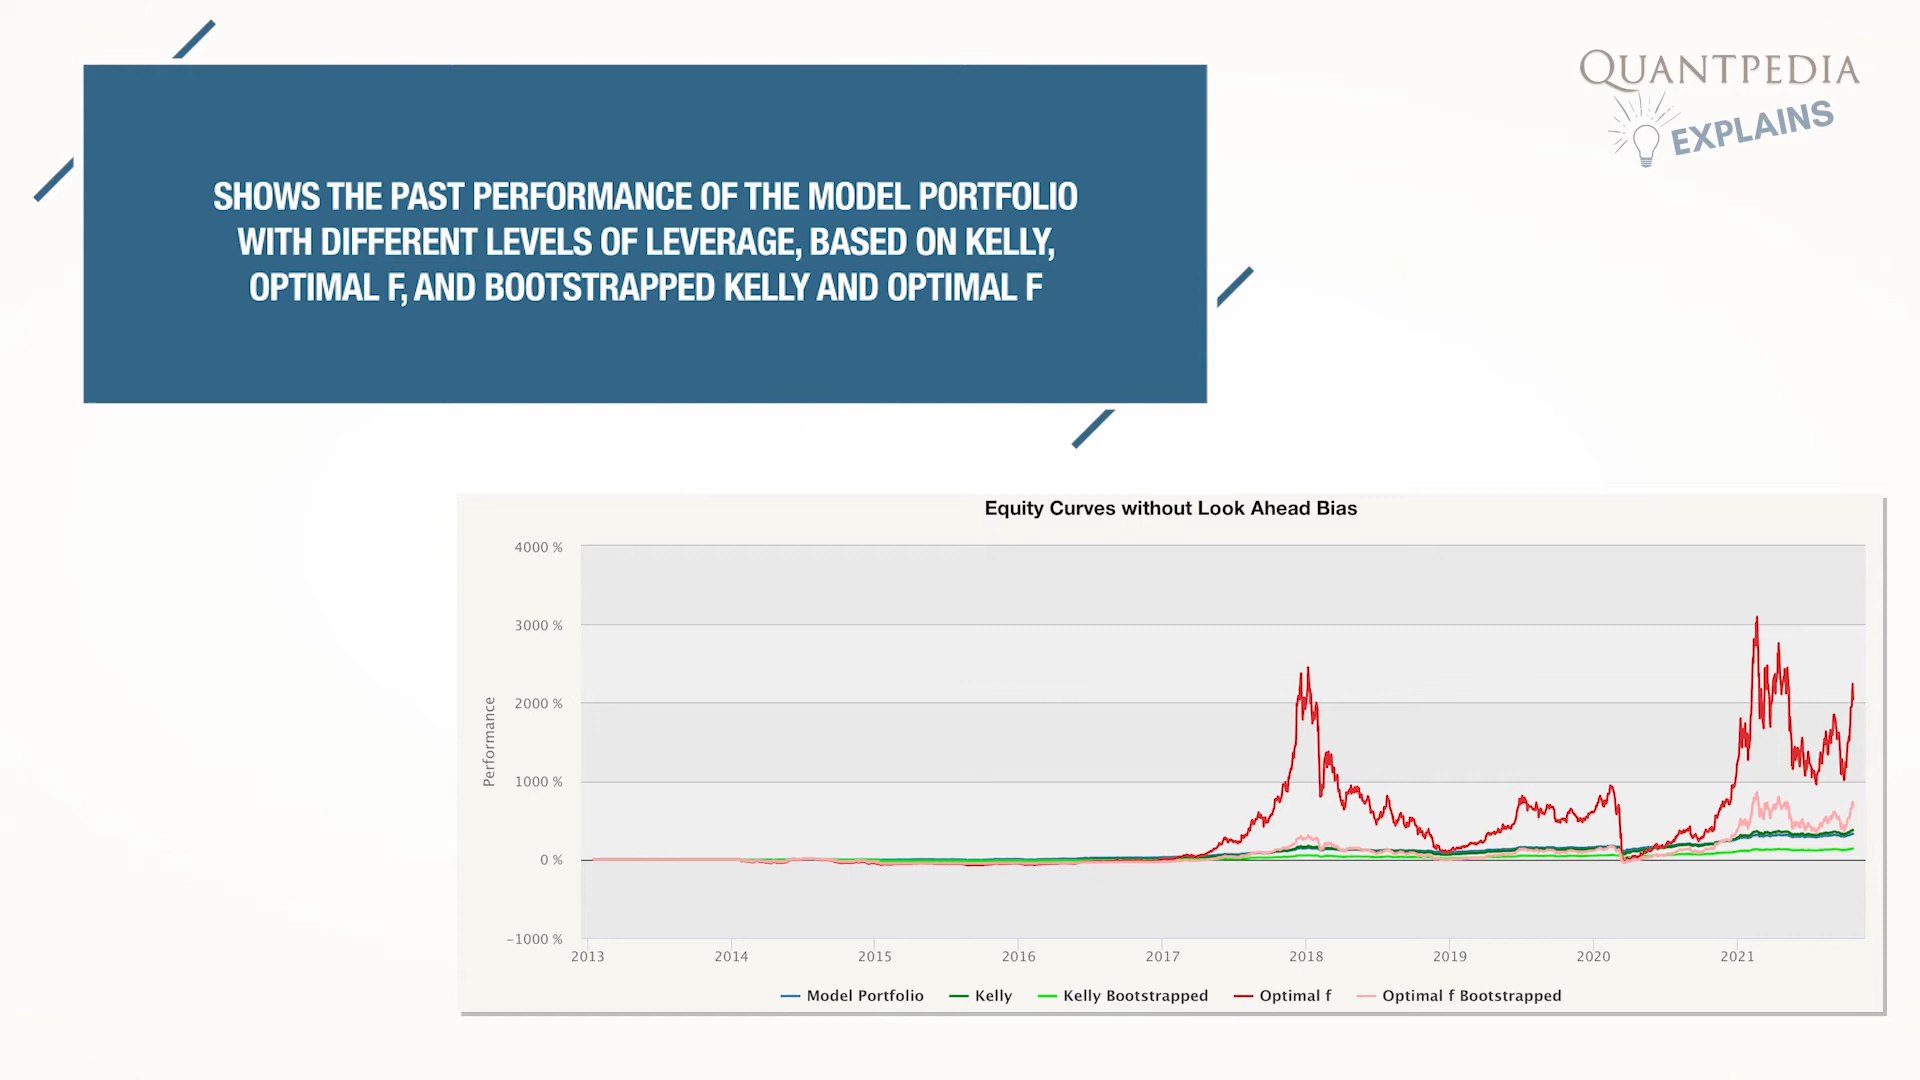 QUANTPEDIA
EXPLAINS
SHOWS THE PAST PERFORMANCE OF THE MODEL PORTFOLIO
WITH DIFFERENT LEVELS OF LEVERAGE, BASED ON KELLY,
OPTIMAL F, AND BOOTSTRAPPED KELLY AND OPTIMAL F
Equity Curves without Look Ahead Bias
4000 %
3000 %
2000 %
1000 %
0 %
-1000 %
Performance
2013 2014 2015 2016 2017 2018 2019 2020 2021
Model Portfolio Kelly Kelly Bootstrapped Optimal f Optimal f Bootstrapped